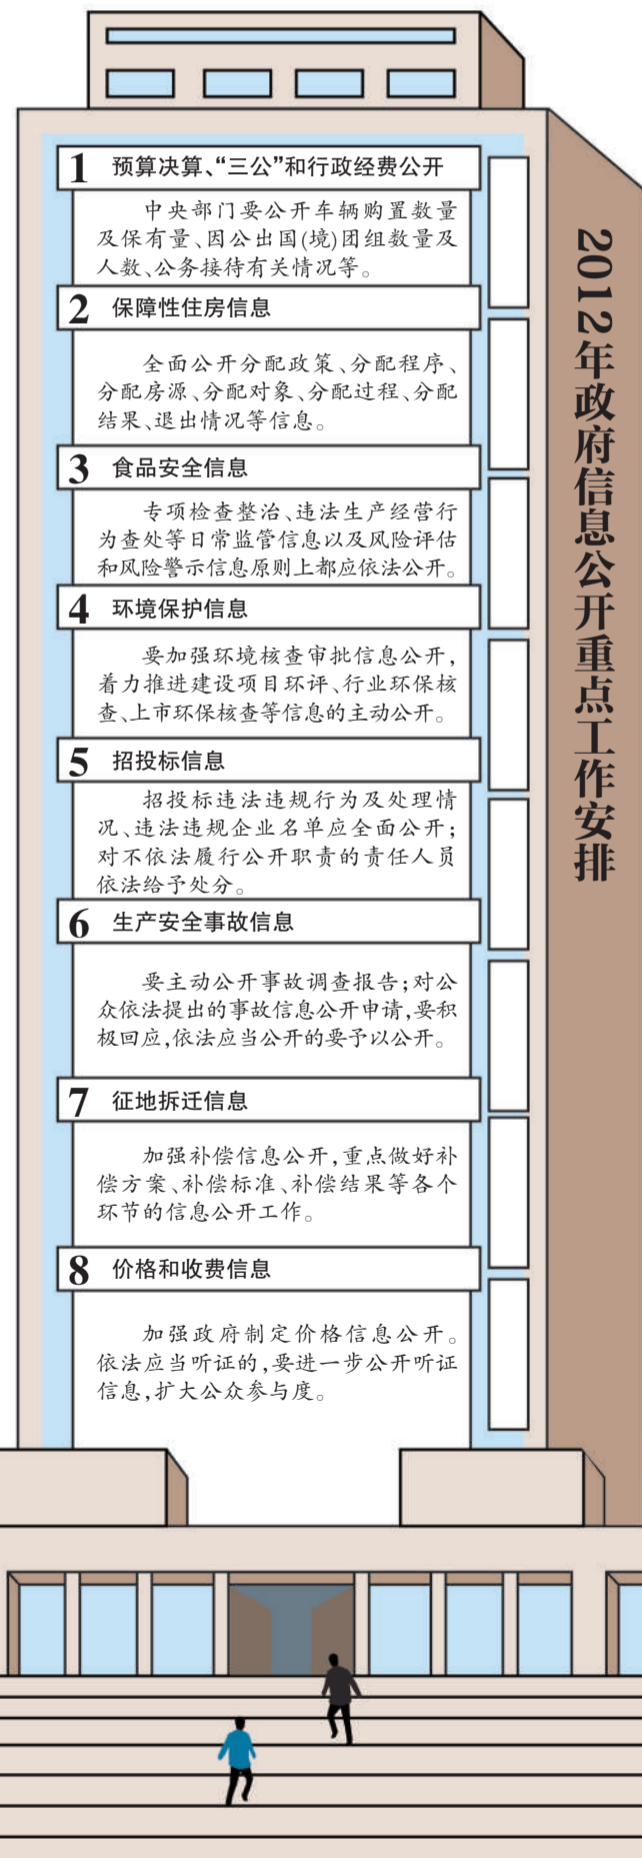 2012年政府信息公开重点工作安排
1 预算决算、“三公”和行政经费公开
中央部门要公开车辆购置数量
及保有量、因公出国(境)团组数量及
人数、公务接待有关情况等。
2 保障性住房信息
全面公开分配政策、分配程序、
分配房源、分配对象、分配过程、分配
结果、退出情况等信息。
3 食品安全信息
专项检查整治、违法生产经营行
为查处等日常监管信息以及风险评估
和风险警示信息原则上都应依法公开。
4 环境保护信息
要加强环境核查审批信息公开，
着力推进建设项目环评、行业环保核
查、上市环保核查等信息的主动公开。
5 招投标信息
招投标违法违规行为及处理情
况、违法违规企业名单应全面公开；
对不依法履行公开职责的责任人员
依法给予处分。
6 生产安全事故信息
要主动公开事故调查报告；对公
众依法提出的事故信息公开申请，要积
极回应，依法应当公开的要予以公开。
7 征地拆迁信息
加强补偿信息公开，重点做好补
偿方案、补偿标准、补偿结果等各个
环节的信息公开工作。
8 价格和收费信息
加强政府制定价格信息公开。
依法应当听证的，要进一步公开听证
信息，扩大公众参与度。